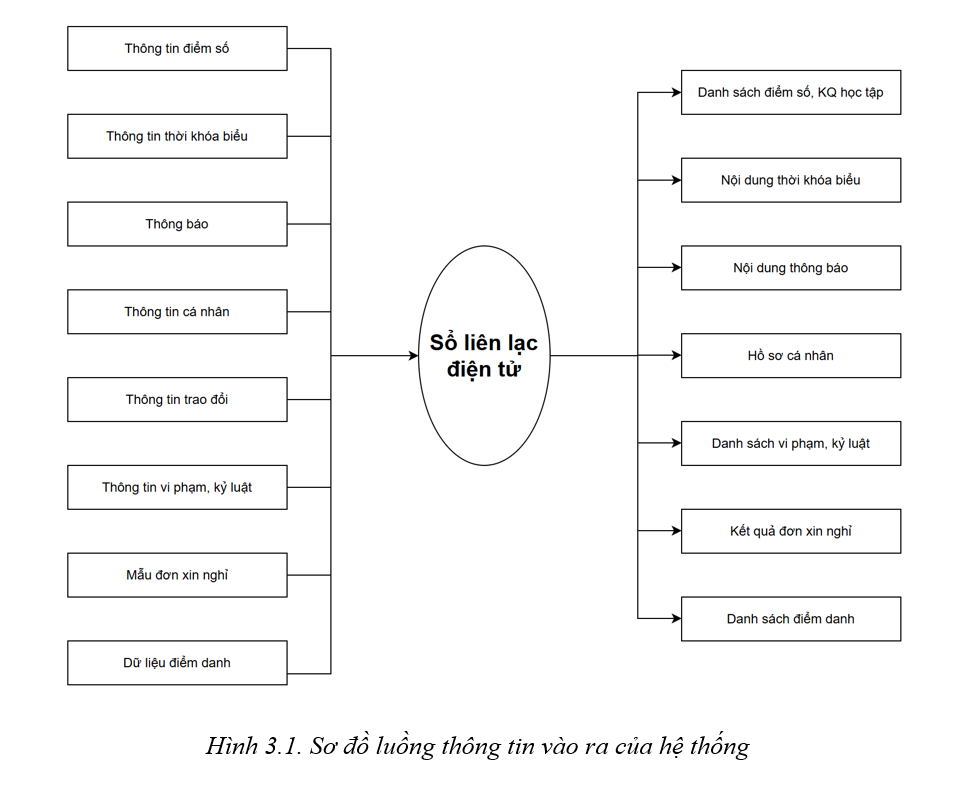 Thông tin điểm số
Thông tin thời khóa biểu
Thông báo
Thông tin cá nhân
Thông tin trao đổi
Thông tin vi phạm, kỷ luật
Mẫu đơn xin nghỉ
Dữ liệu điểm danh
Sổ liên lạc
điện tử
Danh sách điểm số, KQ học tập
Nội dung thời khóa biểu
Nội dung thông báo
Hồ sơ cá nhân
Danh sách vi phạm, kỷ luật
Kết quả đơn xin nghỉ
Danh sách điểm danh
Hình 3.1. Sơ đồ luồng thông tin vào ra của hệ thống